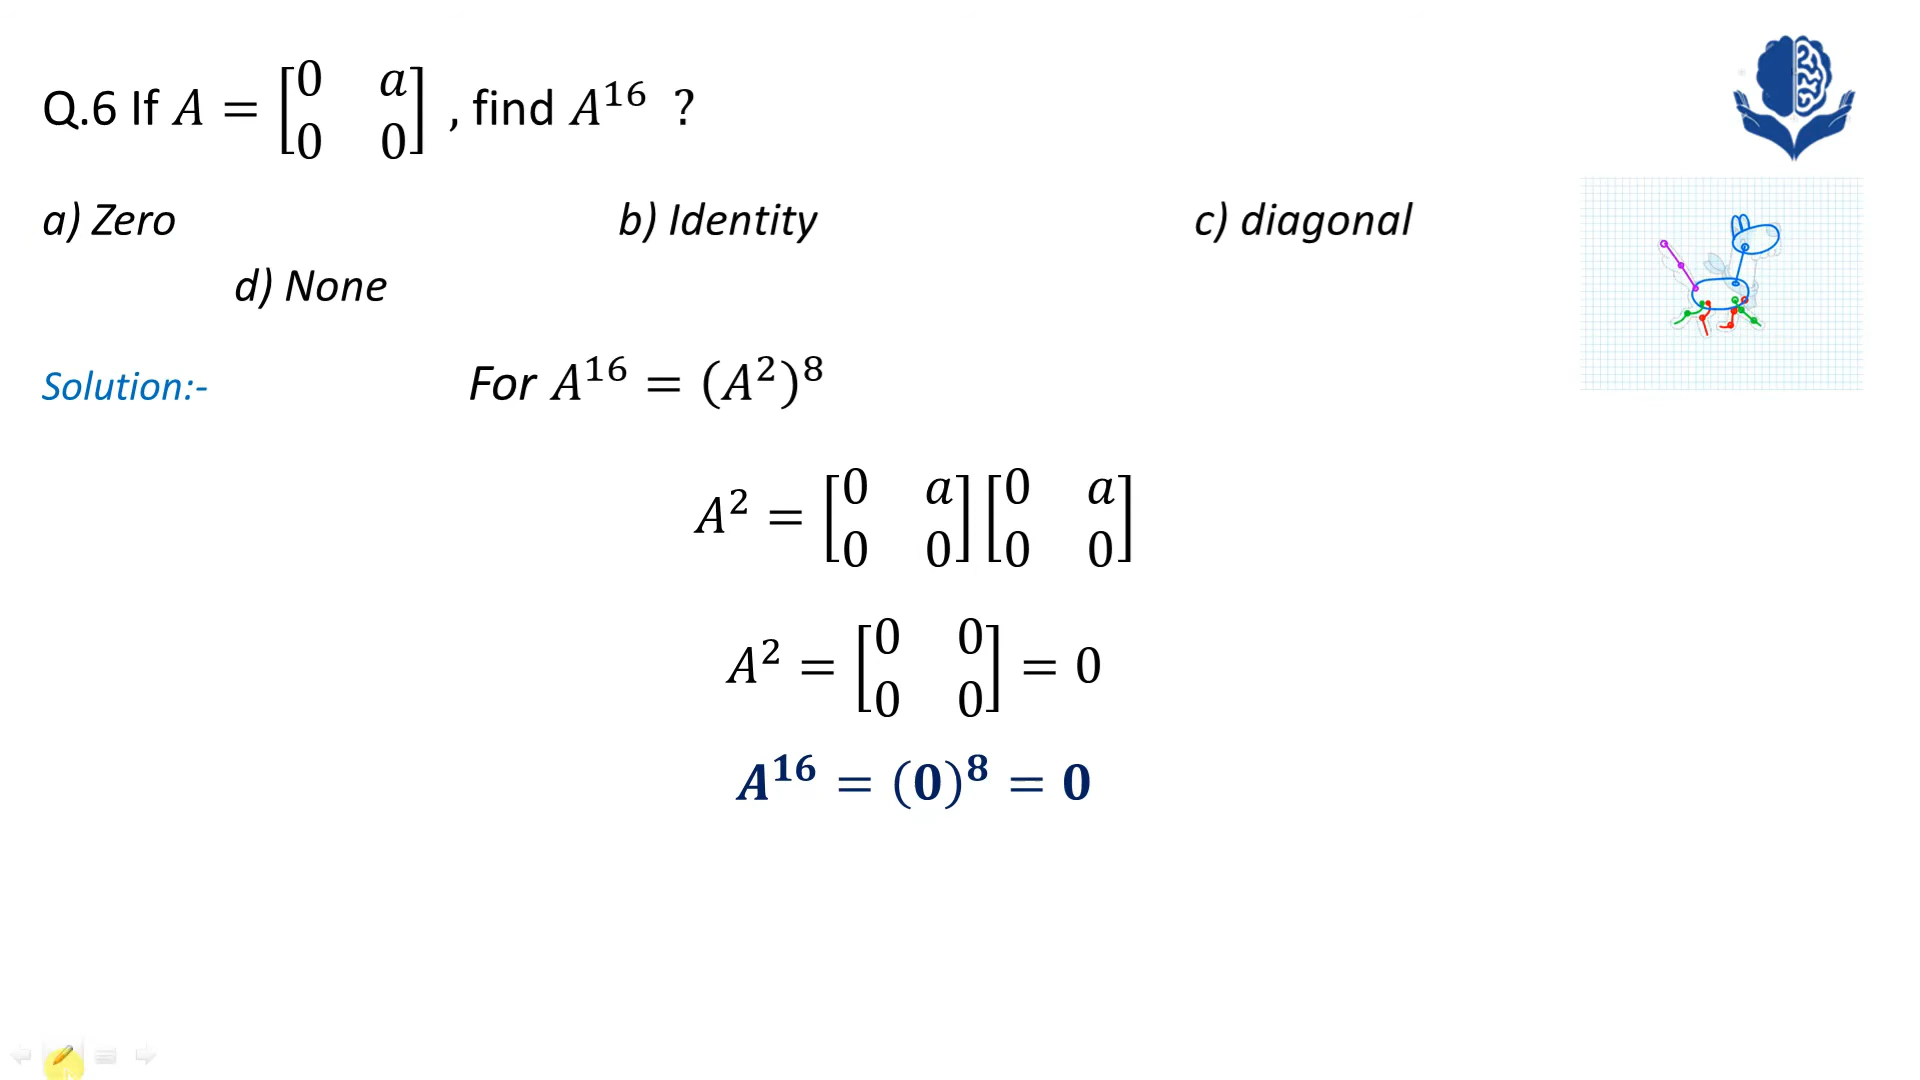 Q.6 If A = [0 a
0 0] , find A^16 ?
a) Zero b) Identity c) diagonal
d) None
Solution:- For A^16 = (A^2)^8
A^2 = [0 a
0 0] [0 a
0 0]
A^2 = [0 0
0 0] = 0
A^16 = (0)^8 = 0